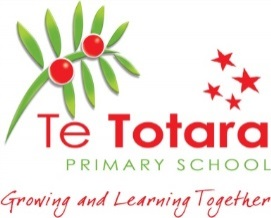 Te Totara
PRIMARY SCHOOL
Growing and Learning Together